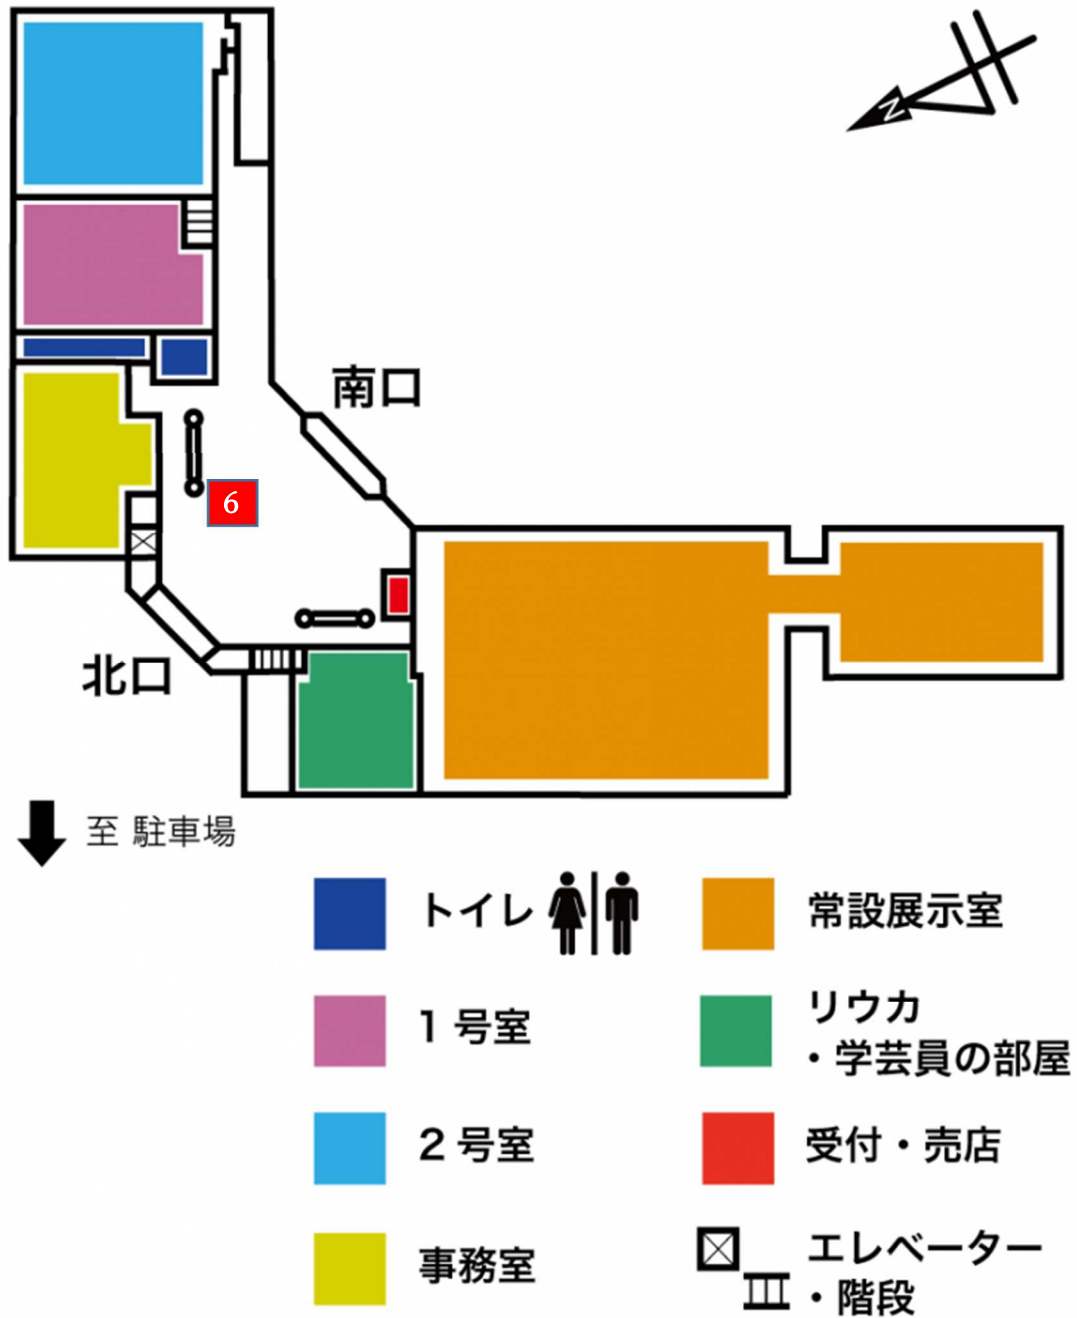 N
南口
6
北口
至 駐車場
トイレ
常設展示室
1号室
リウカ
・学芸員の部屋
2号室
受付・売店
事務室
エレベーター
・階段